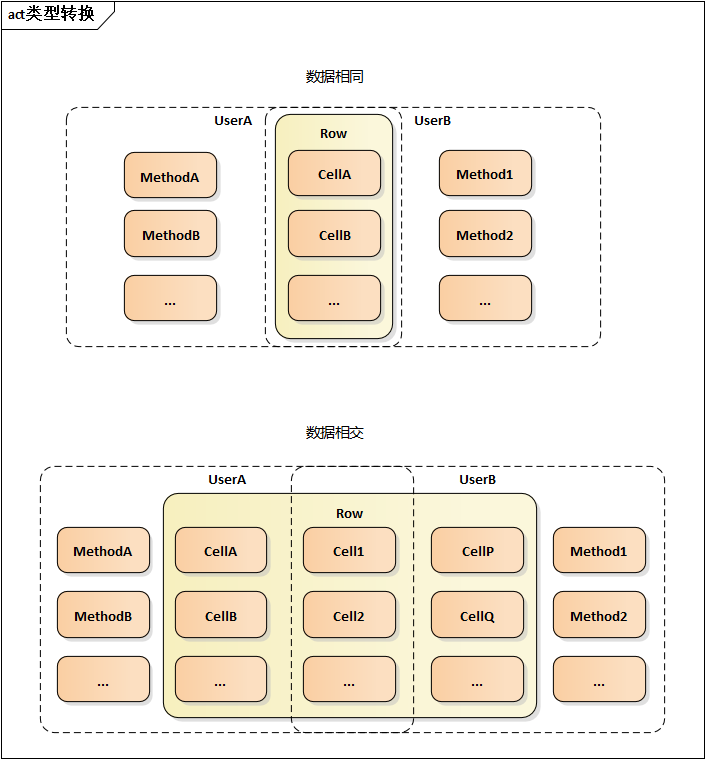 act类型转换
数据相同
UserA
UserB
Row
MethodA
CellA
Method1
MethodB
CellB
Method2
...
...
...
数据相交
UserA
UserB
Row
MethodA
CellA
Cell1
CellP
Method1
MethodB
CellB
Cell2
CellQ
Method2
...
...
...
...
...